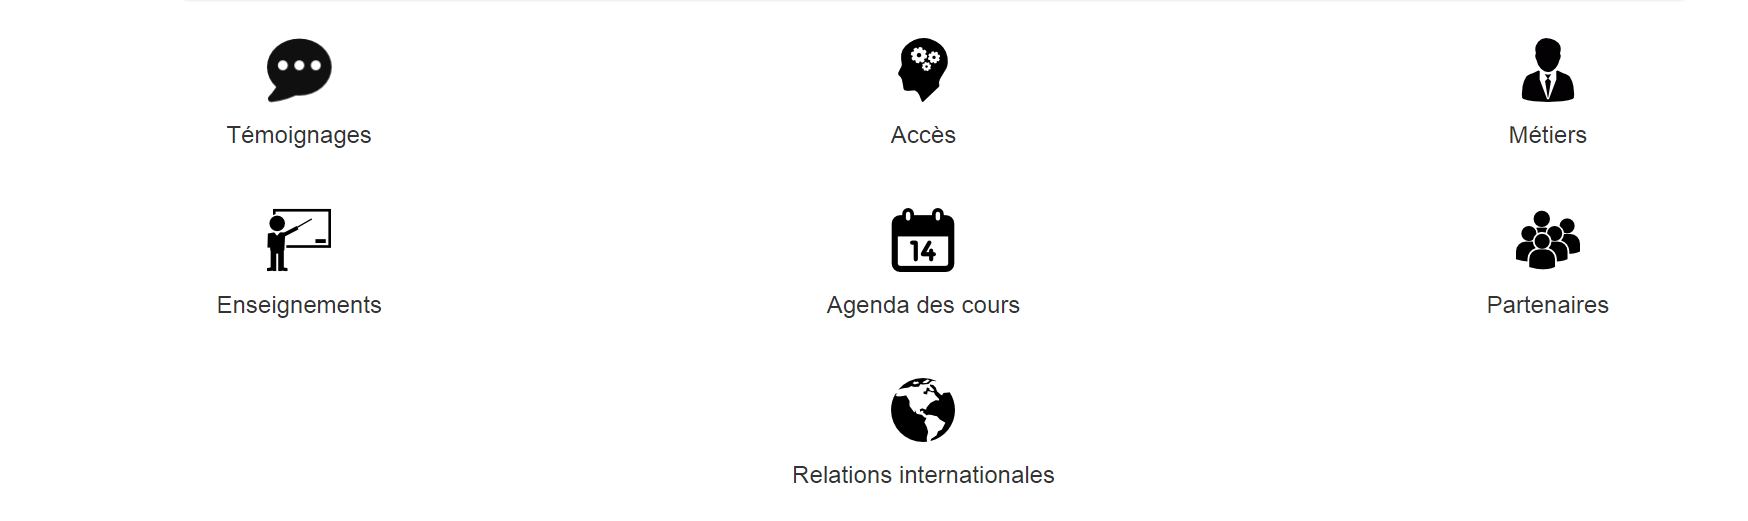 Témoignages
Accès
Métiers
Enseignements
14
Agenda des cours
Partenaires
Relations internationales